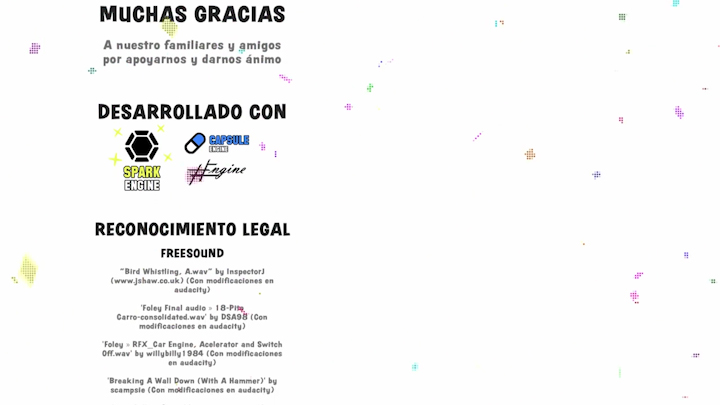 MUCHAS GRACIAS
A nuestro familiares y amigos
por apoyarnos y darnos ánimo
DESARROLLADO CON
SPARK
ENGINE
CAPSULE
ENGINE
Engine
RECONOCIMIENTO LEGAL
FREESOUND
"Bird Whistling, A.wav" by InspectorJ
(www.jshaw.co.uk) (Con modificaciones en
audacity)
'Foley Final audio » 18-Pito
Carro-consolidated.wav' by DSA98 (Con
modificaciones en audacity)
'Foley » RFX_Car Engine, Acelerator and Switch
Off.wav' by willybilly1984 (Con modificaciones
en audacity)
'Breaking A Wall Down (With A Hammer)' by
scampsie (Con modificaciones en audacity)